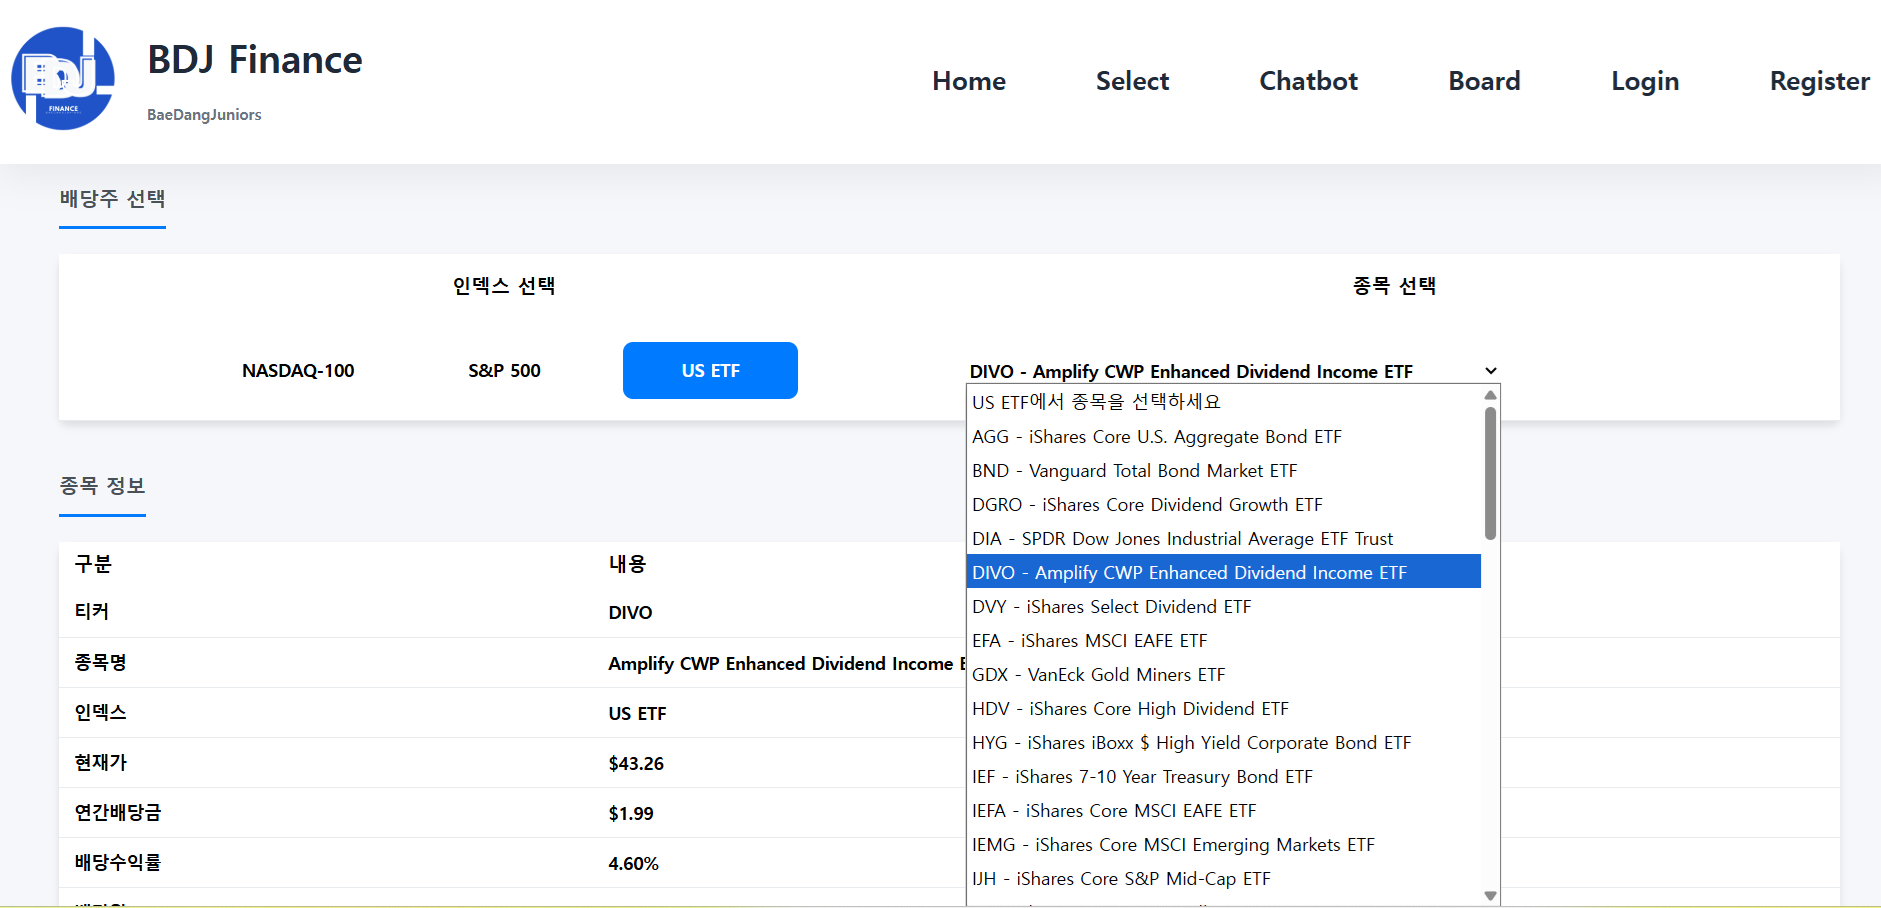 BDJ
FINANCE
BDJ Finance
BaeDangJuniors
Home
Select
Chatbot
Board
Login
Register
배당주 선택
인덱스 선택
종목 선택
NASDAQ-100
S&P 500
US ETF
DIVO - Amplify CWP Enhanced Dividend Income ETF
US ETF에서 종목을 선택하세요
AGG - iShares Core U.S. Aggregate Bond ETF
BND - Vanguard Total Bond Market ETF
DGRO - iShares Core Dividend Growth ETF
DIA - SPDR Dow Jones Industrial Average ETF Trust
DIVO - Amplify CWP Enhanced Dividend Income ETF
DVY - iShares Select Dividend ETF
EFA - iShares MSCI EAFE ETF
GDX - VanEck Gold Miners ETF
HDV - iShares Core High Dividend ETF
HYG - iShares iBoxx $ High Yield Corporate Bond ETF
IEF - iShares 7-10 Year Treasury Bond ETF
IEFA - iShares Core MSCI EAFE ETF
IEMG - iShares Core MSCI Emerging Markets ETF
IJH - iShares Core S&P Mid-Cap ETF
종목 정보
구분 내용
티커 DIVO
종목명 Amplify CWP Enhanced Dividend Income
인덱스 US ETF
현재가 $43.26
연간배당금 $1.99
배당수익률 4.60%